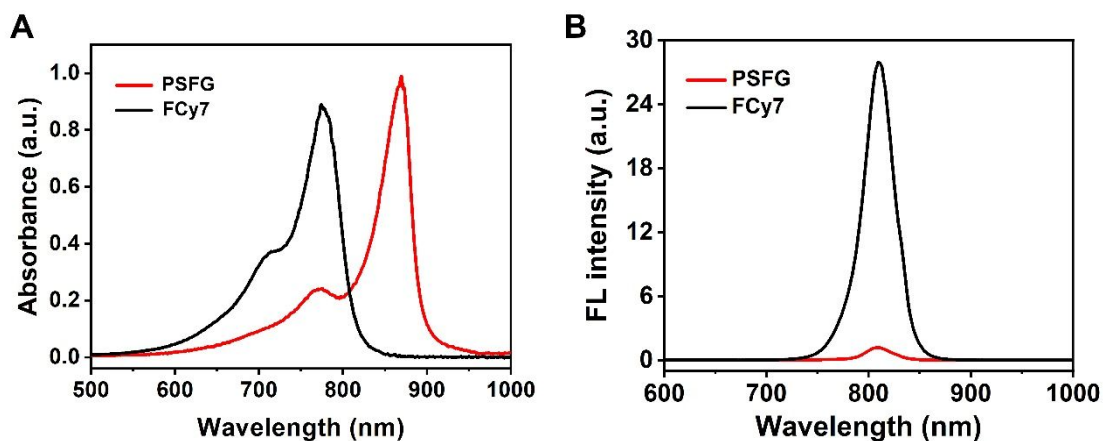 A
Absorbance (a.u.)
1.0
0.8
0.6
0.4
0.2
0.0
PSFG
FCy7
500 600 700 800 900 1000
Wavelength (nm)
B
FL intensity (a.u.)
30
24
18
12
6
0
PSFG
FCy7
600 700 800 900 1000
Wavelength (nm)